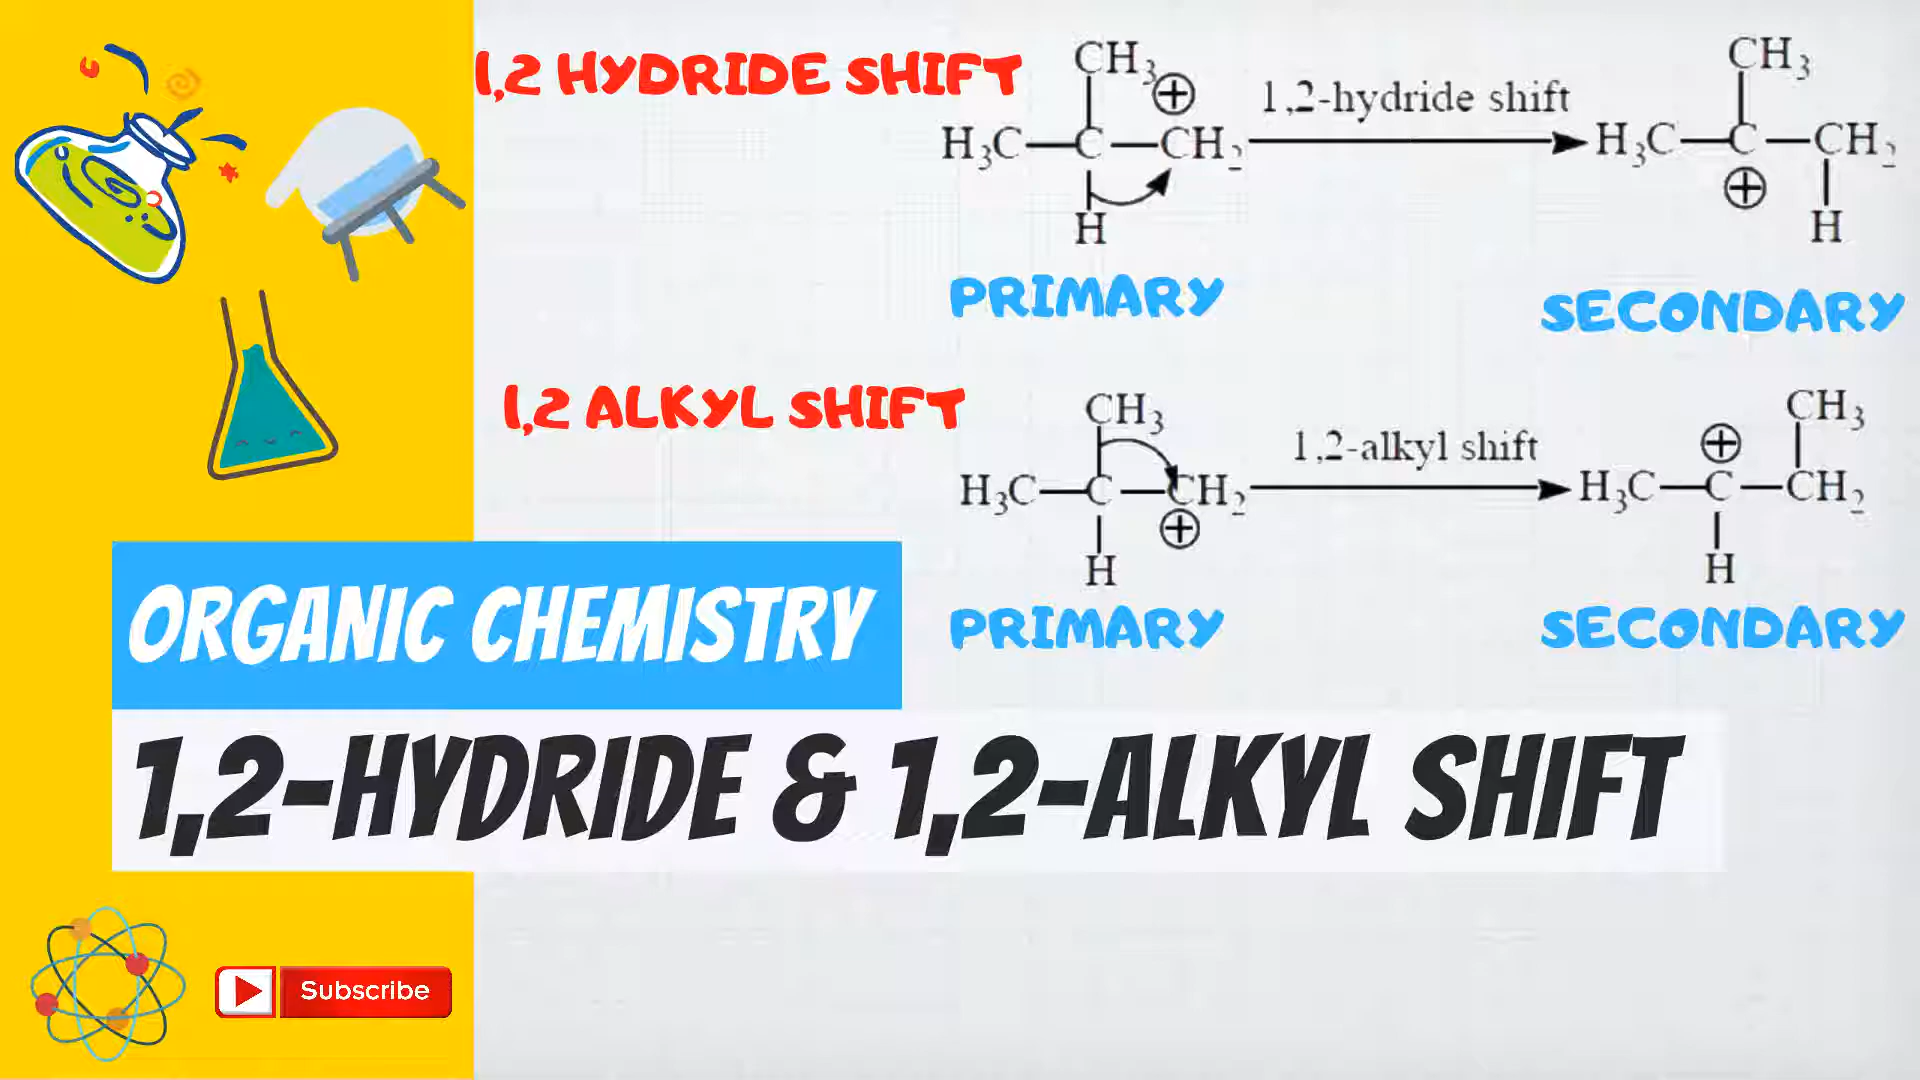 1,2 HYDRIDE SHIFT
CH₃
⊕
H₃C—C—CH₂
H
1,2-hydride shift
CH₃
H₃C—C—CH₂
⊕
H
PRIMARY
SECONDARY
1,2 ALKYL SHIFT
CH₃
H₃C—C—CH₂
⊕
H
1,2-alkyl shift
CH₃
⊕
H₃C—C—CH₂
H
PRIMARY
SECONDARY
ORGANIC CHEMISTRY
1,2-HYDRIDE & 1,2-ALKYL SHIFT
Subscribe